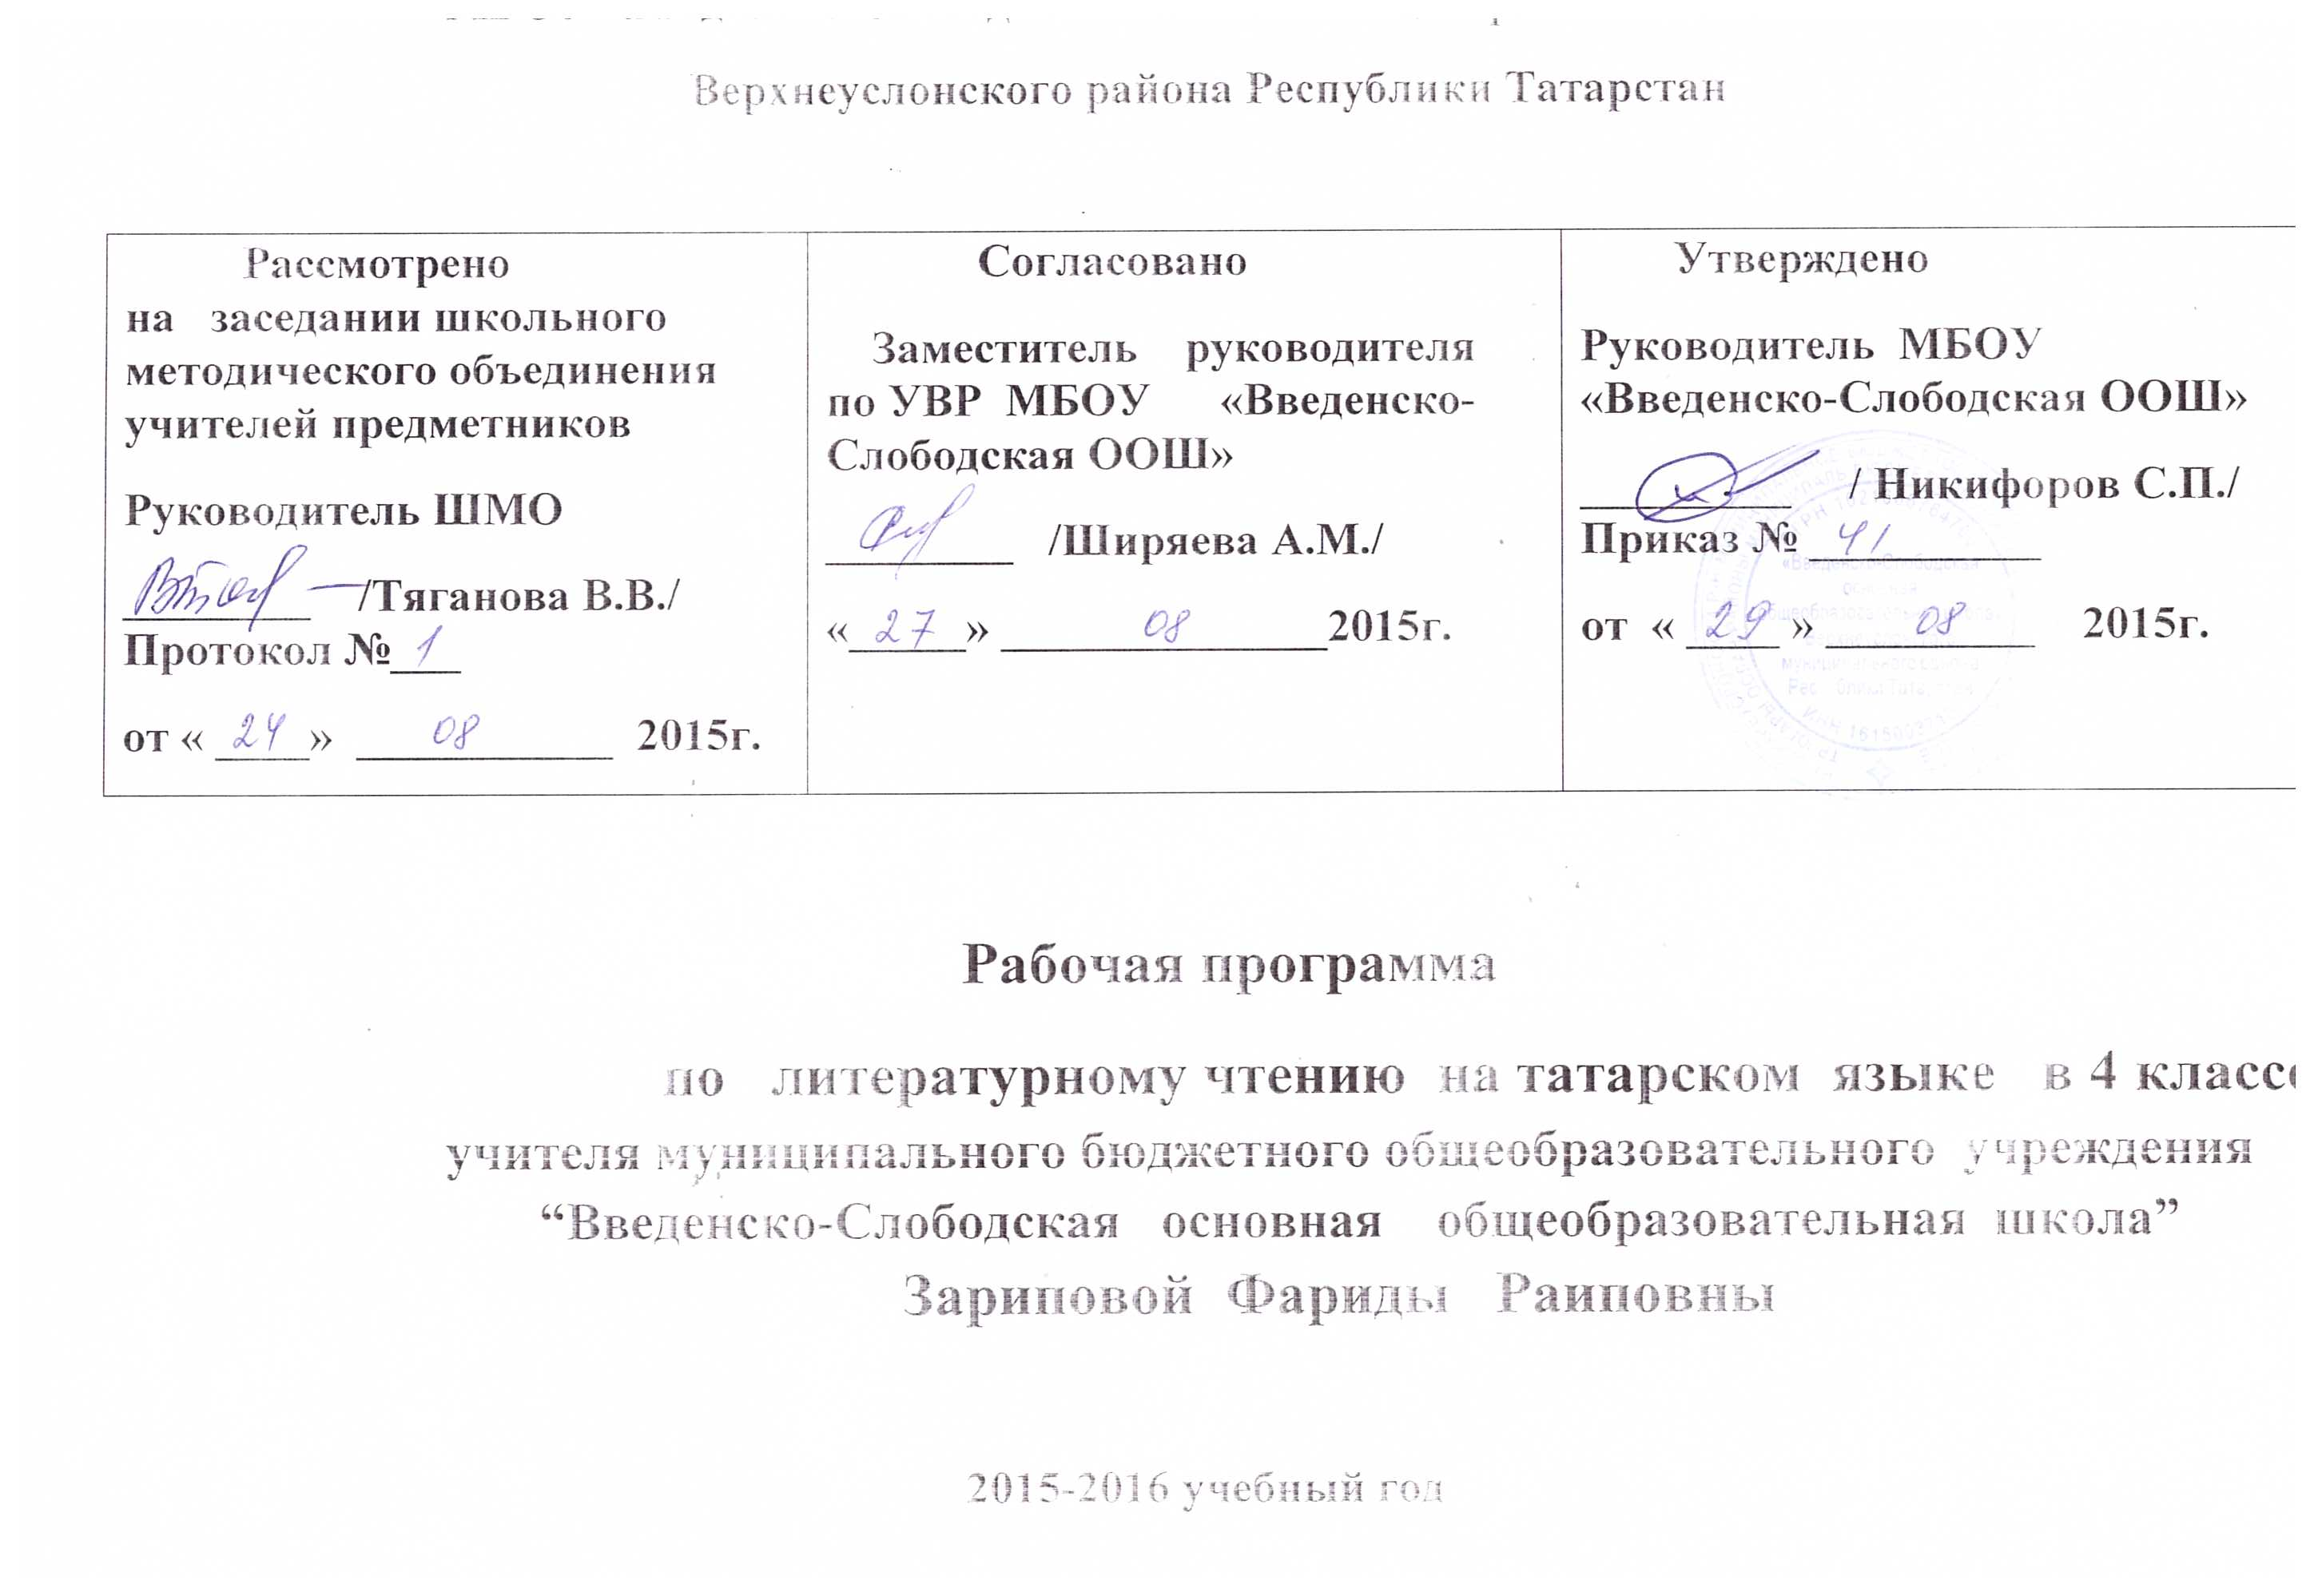 Верхнеуслонского района Республики Татарстан
Рассмотрено
на заседании школьного
методического объединения
учителей предметников
Руководитель ШМО
/Тяганова В.В./
Протокол № 1
от « 24 » 08 2015г.
Согласовано
Заместитель руководителя
по УВР МБОУ «Введенско-
Слободская ООШ»
/Ширяева А.М./
« 27 » 08 2015г.
Утверждено
Руководитель МБОУ
«Введенско-Слободская ООШ»
/ Никифоров С.П./
Приказ № 41
от « 29 » 08 2015г.
Рабочая программа
по литературному чтению на татарском языке в 4 классе
учителя муниципального бюджетного общеобразовательного учреждения
“Введенско-Слободская основная общеобразовательная школа”
Зариповой Фариды Раиповны
2015-2016 учебный год